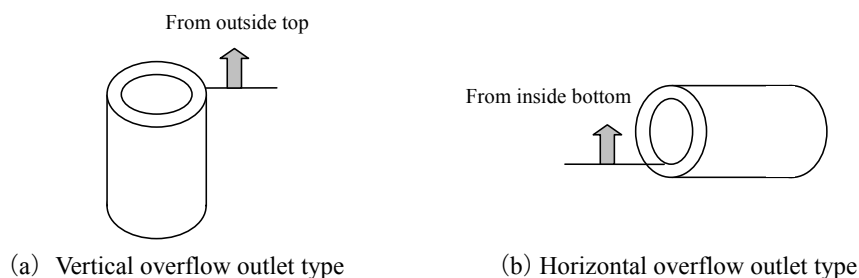 From outside top
From inside bottom
(a) Vertical overflow outlet type
(b) Horizontal overflow outlet type